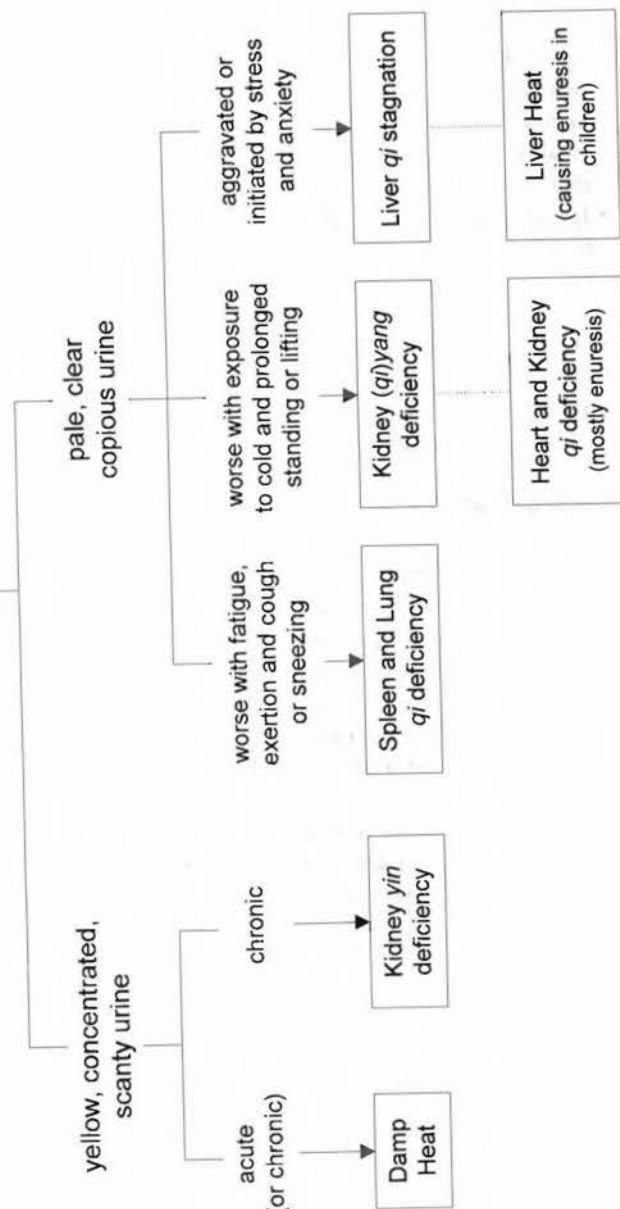 yellow, concentrated,
scanty urine
pale, clear
copious urine
acute
(or chronic)
chronic
worse with fatigue,
exertion and cough
or sneezing
worse with exposure
to cold and prolonged
standing or lifting
aggravated or
initiated by stress
and anxiety
Damp
Heat
Kidney yin
deficiency
Spleen and Lung
qi deficiency
Kidney (qi)yang
deficiency
Liver qi stagnation
Heart and Kidney
qi deficiency
(mostly enuresis)
Liver Heat
(causing enuresis in
children)